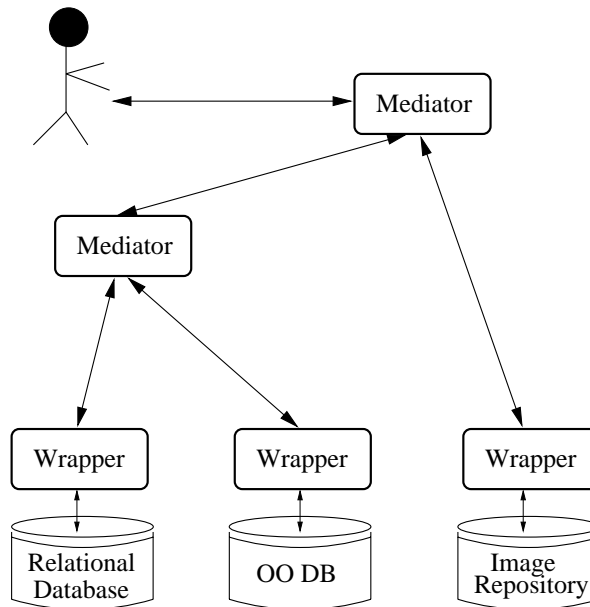 Mediator
Mediator
Wrapper
Wrapper
Wrapper
Relational
Database
OO DB
Image
Repository